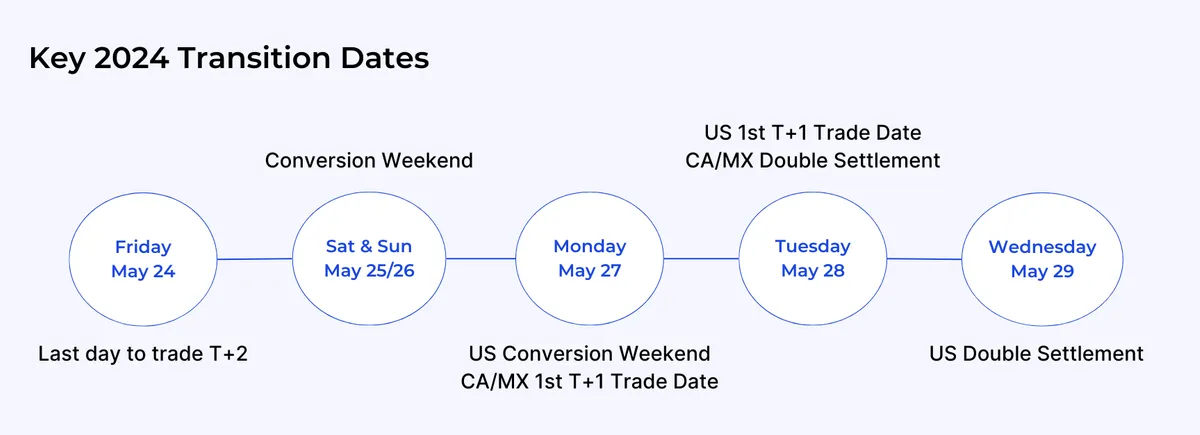 Key 2024 Transition Dates
Friday
May 24
Last day to trade T+2
Conversion Weekend
Sat & Sun
May 25/26
Monday
May 27
US Conversion Weekend
CA/MX 1st T+1 Trade Date
US 1st T+1 Trade Date
CA/MX Double Settlement
Tuesday
May 28
Wednesday
May 29
US Double Settlement